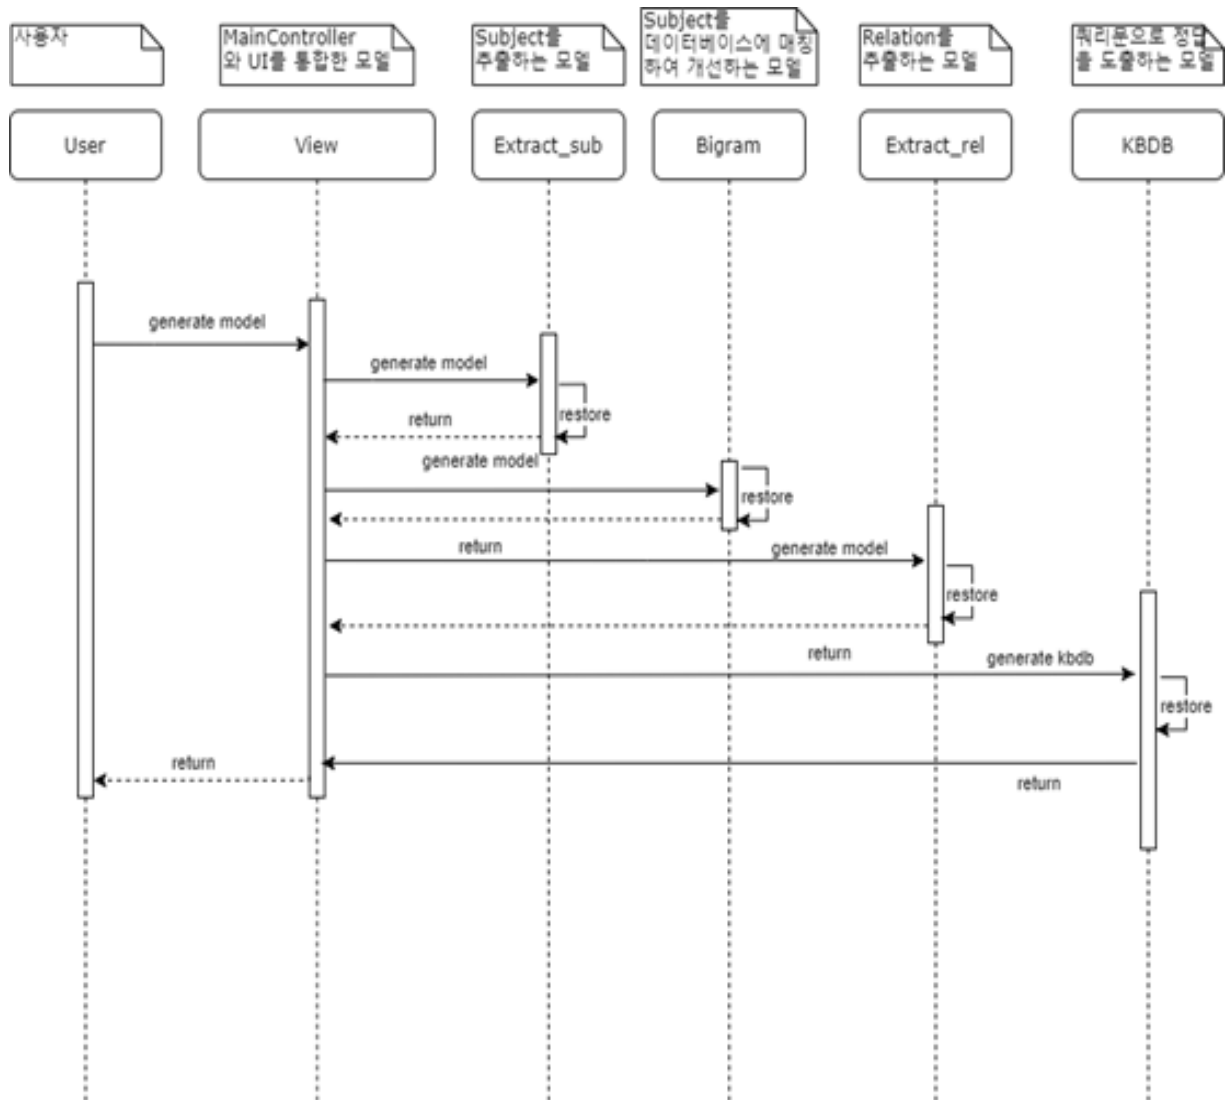 사용자
MainController
와 UI를 통합한 모델
Subject를
추출하는 모델
Subject를
데이터베이스에 매칭
하여 개선하는 모델
Relation를
추출하는 모델
쿼리문으로 정답
를 도출하는 모델
User
View
Extract_sub
Bigram
Extract_rel
KBDB
generate model
generate model
restore
return
generate model
restore
return
generate model
restore
return
generate kbdb
restore
return
return